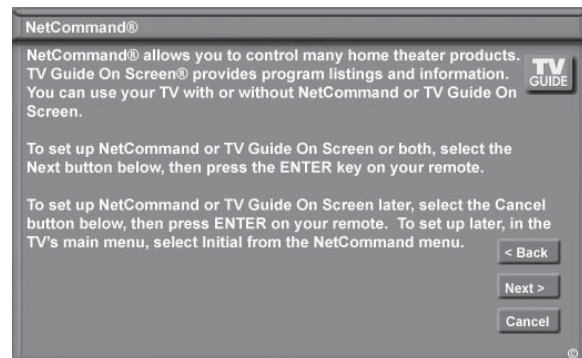 NetCommand®
NetCommand® allows you to control many home theater products.
TV Guide On Screen® provides program listings and information.
You can use your TV with or without NetCommand or TV Guide On
Screen.
TV
GUIDE
To set up NetCommand or TV Guide On Screen or both, select the
Next button below, then press the ENTER key on your remote.
To set up NetCommand or TV Guide On Screen later, select the Cancel
button below, then press ENTER on your remote. To set up later, in the
TV's main menu, select Initial from the NetCommand menu.
< Back
Next >
Cancel
©